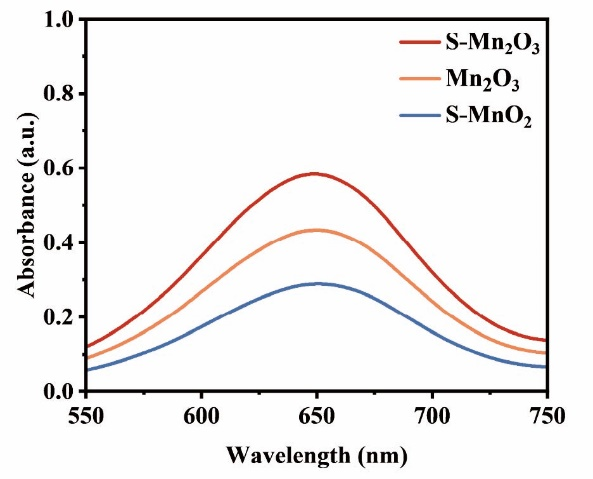 1.0
0.8
0.6
0.4
0.2
0.0
Absorbance (a.u.)
S-Mn₂O₃
Mn₂O₃
S-MnO₂
550 600 650 700 750
Wavelength (nm)